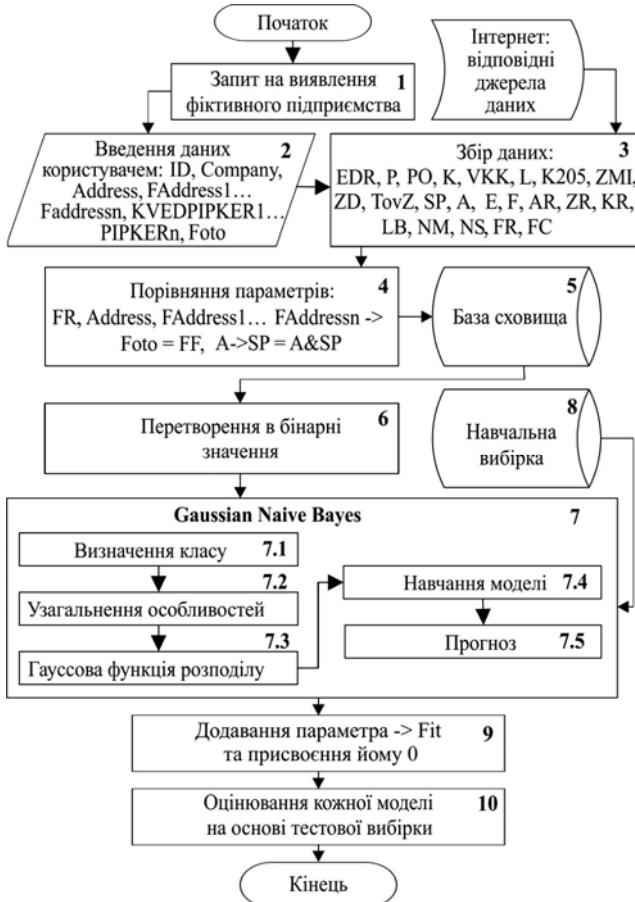 Початок
Інтернет:
відповідні
джерела
даних
Запит на виявлення
фіктивного підприємства
1
Введення даних
користувачем: ID, Company,
Address, FAddress1…
Faddressn, KVEDPIPKER1…
PIPKERn, Foto
2
Збір даних:
EDR, P, PO, K, VKK, L, K205, ZMI,
ZD, TovZ, SP, A, E, F, AR, ZR, KR,
LB, NM, NS, FR, FC
3
Порівняння параметрів:
FR, Address, FAddress1… FAddressn ->
Foto = FF, A->SP = A&SP
4
База сховища
5
Перетворення в бінарні
значення
6
Навчальна
вибірка
8
Gaussian Naive Bayes
7
Визначення класу
7.1
Узагальнення особливостей
7.2
Гауссова функція розподілу
7.3
Навчання моделі
7.4
Прогноз
7.5
Додавання параметра -> Fit
та присвоєння йому 0
9
Оцінювання кожної моделі
на основі тестової вибірки
10
Кінець